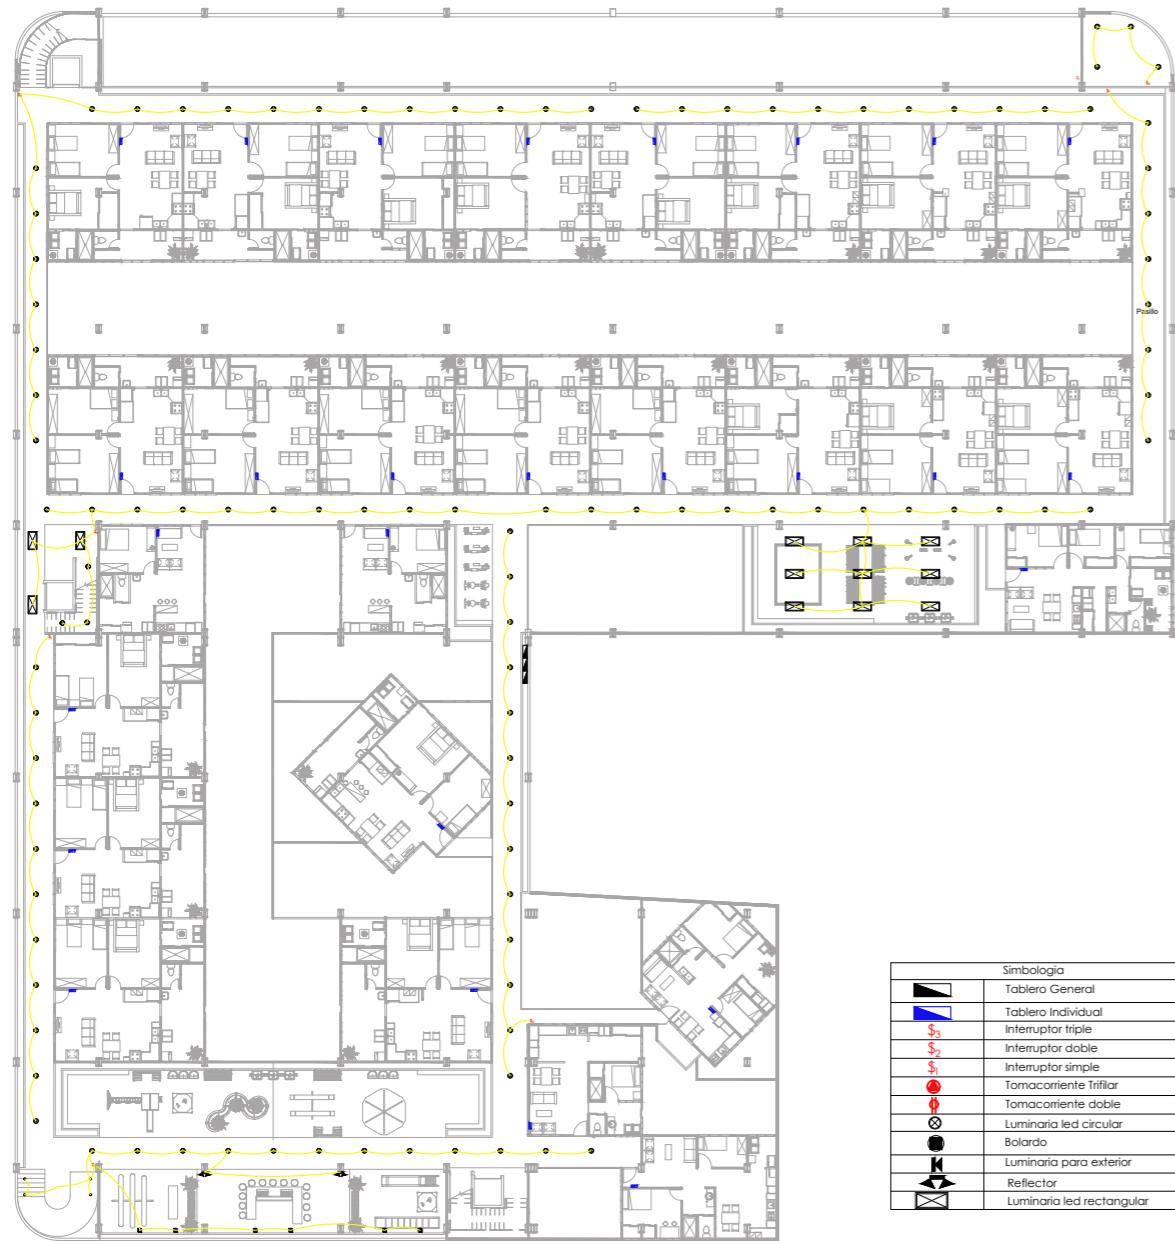 Pasillo
Simbologia
Tablero General
Tablero Individual
$3 Interruptor triple
$2 Interruptor doble
$1 Interruptor simple
Tomacorriente Trifilar
Tomacorriente doble
Luminaria led circular
Bolardo
Luminaria para exterior
Reflector
Luminaria led rectangular